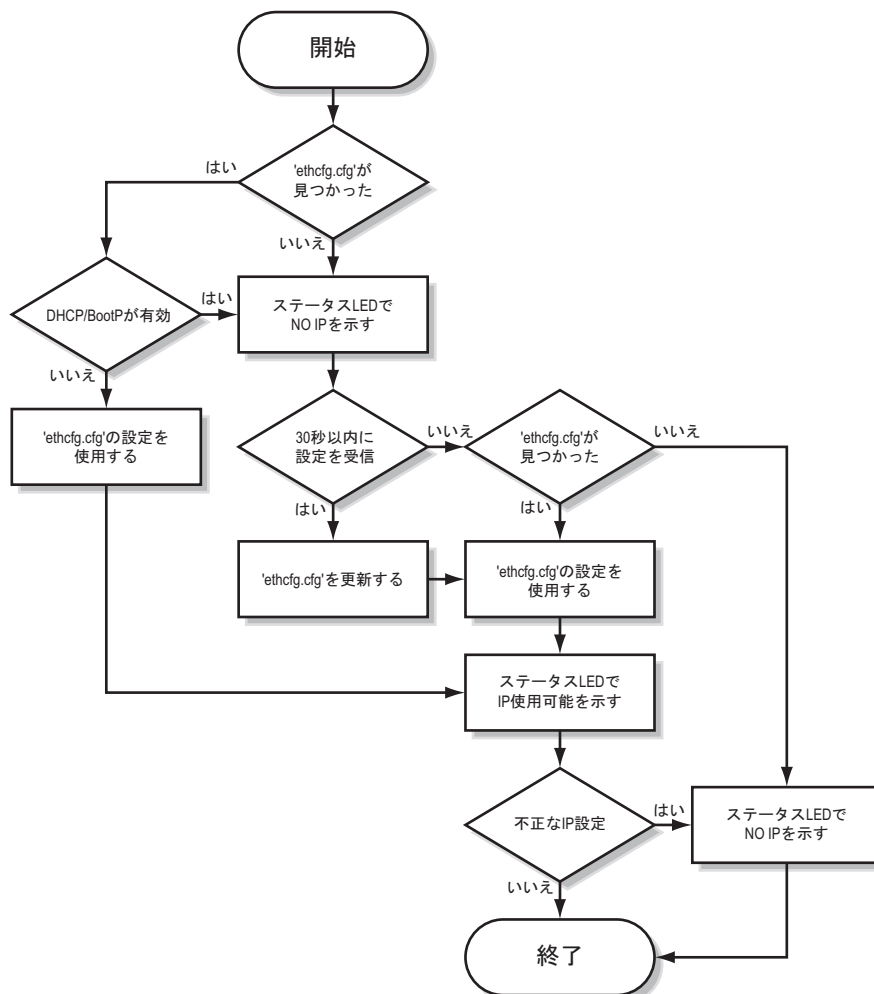 開始
'ethcfg.cfg'が
見つかった
はい
いいえ
DHCP/BootPが有効
はい
いいえ
ステータスLEDで
NO IPを示す
'ethcfg.cfg'の設定を
使用する
30秒以内に
設定を受信
いいえ
はい
'ethcfg.cfg'が
見つかった
いいえ
はい
'ethcfg.cfg'を更新する
'ethcfg.cfg'の設定を
使用する
ステータスLEDで
IP使用可能を示す
不正なIP設定
はい
いいえ
ステータスLEDで
NO IPを示す
終了